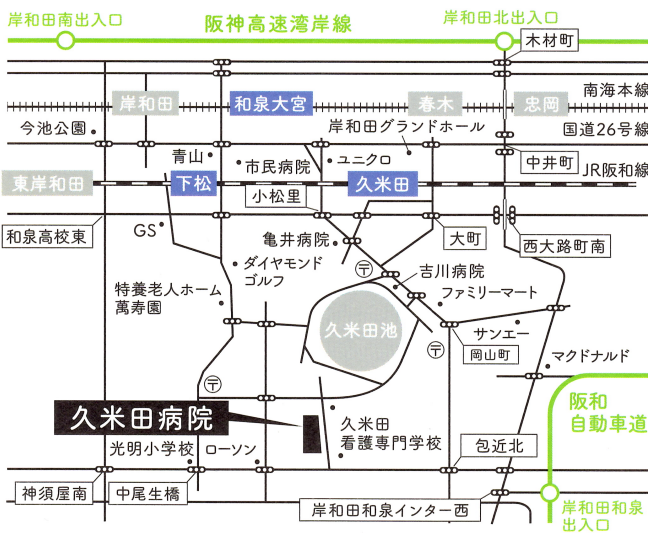 岸和田南出入口
阪神高速湾岸線
岸和田北出入口
木材町
南海本線
岸和田
和泉大宮
春木
忠岡
今池公園
岸和田グランドホール
国道26号線
青山
市民病院
ユニクロ
中井町
JR阪和線
東岸和田
下松
久米田
小松里
和泉高校東
GS
亀井病院
大町
西大路町南
ダイヤモンド
ゴルフ
〒
吉川病院
特養老人ホーム
萬寿園
ファミリーマート
久米田池
サンエー
〒
岡山町
マクドナルド
〒
阪和
自動車道
久米田病院
久米田
看護専門学校
光明小学校
ローソン
包近北
神須屋南
中尾生橋
岸和田和泉インター西
岸和田和泉
出入口